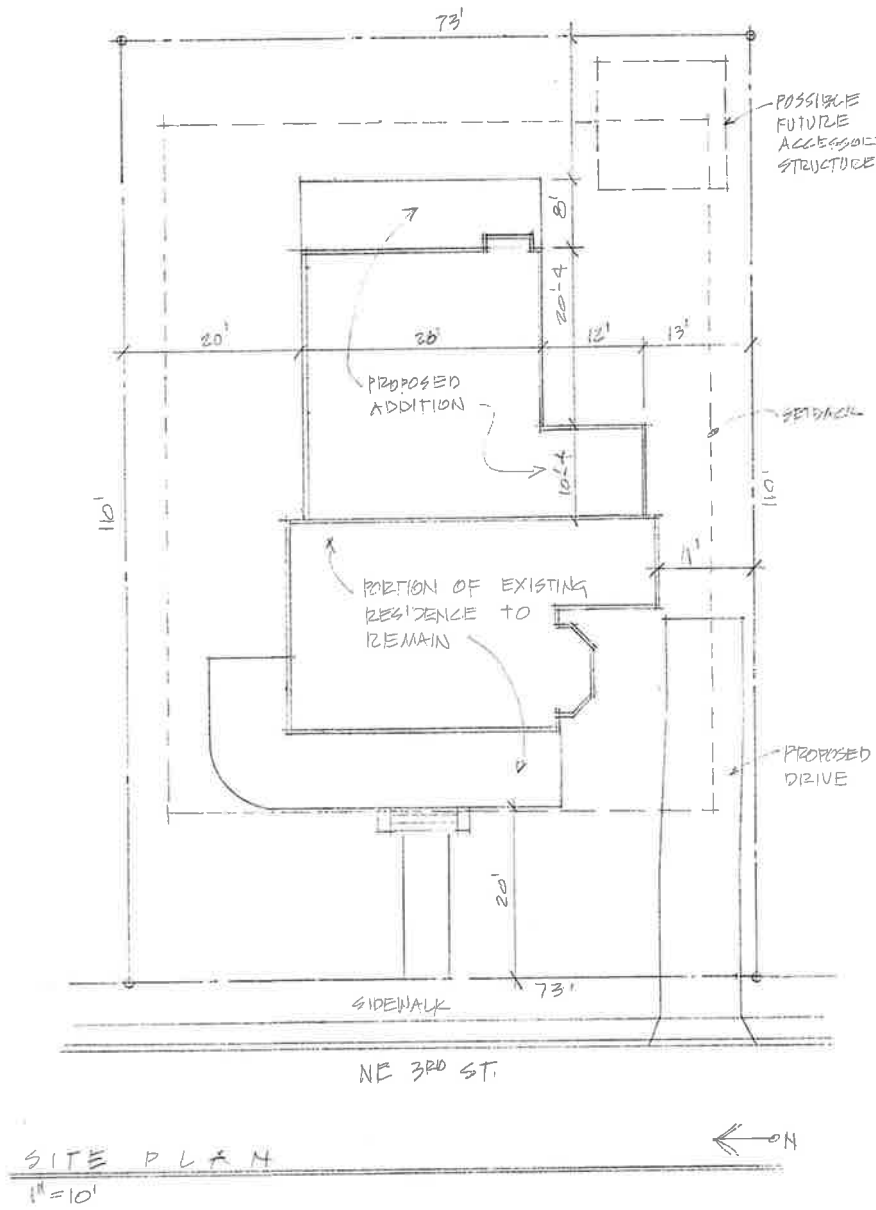 73'
POSSIBLE
FUTURE
STRUCTURE
8'
20'-4
20'
28'
12'
13'
PROPOSED
ADDITION
SETBACK
10'-4
110'
110'
11'
PORTION OF EXISTING
RESIDENCE TO
REMAIN
PROPOSED
DRIVE
20'
73'
SIDEWALK
NE 3RD ST.
N
SITE PLAN
1"=10'